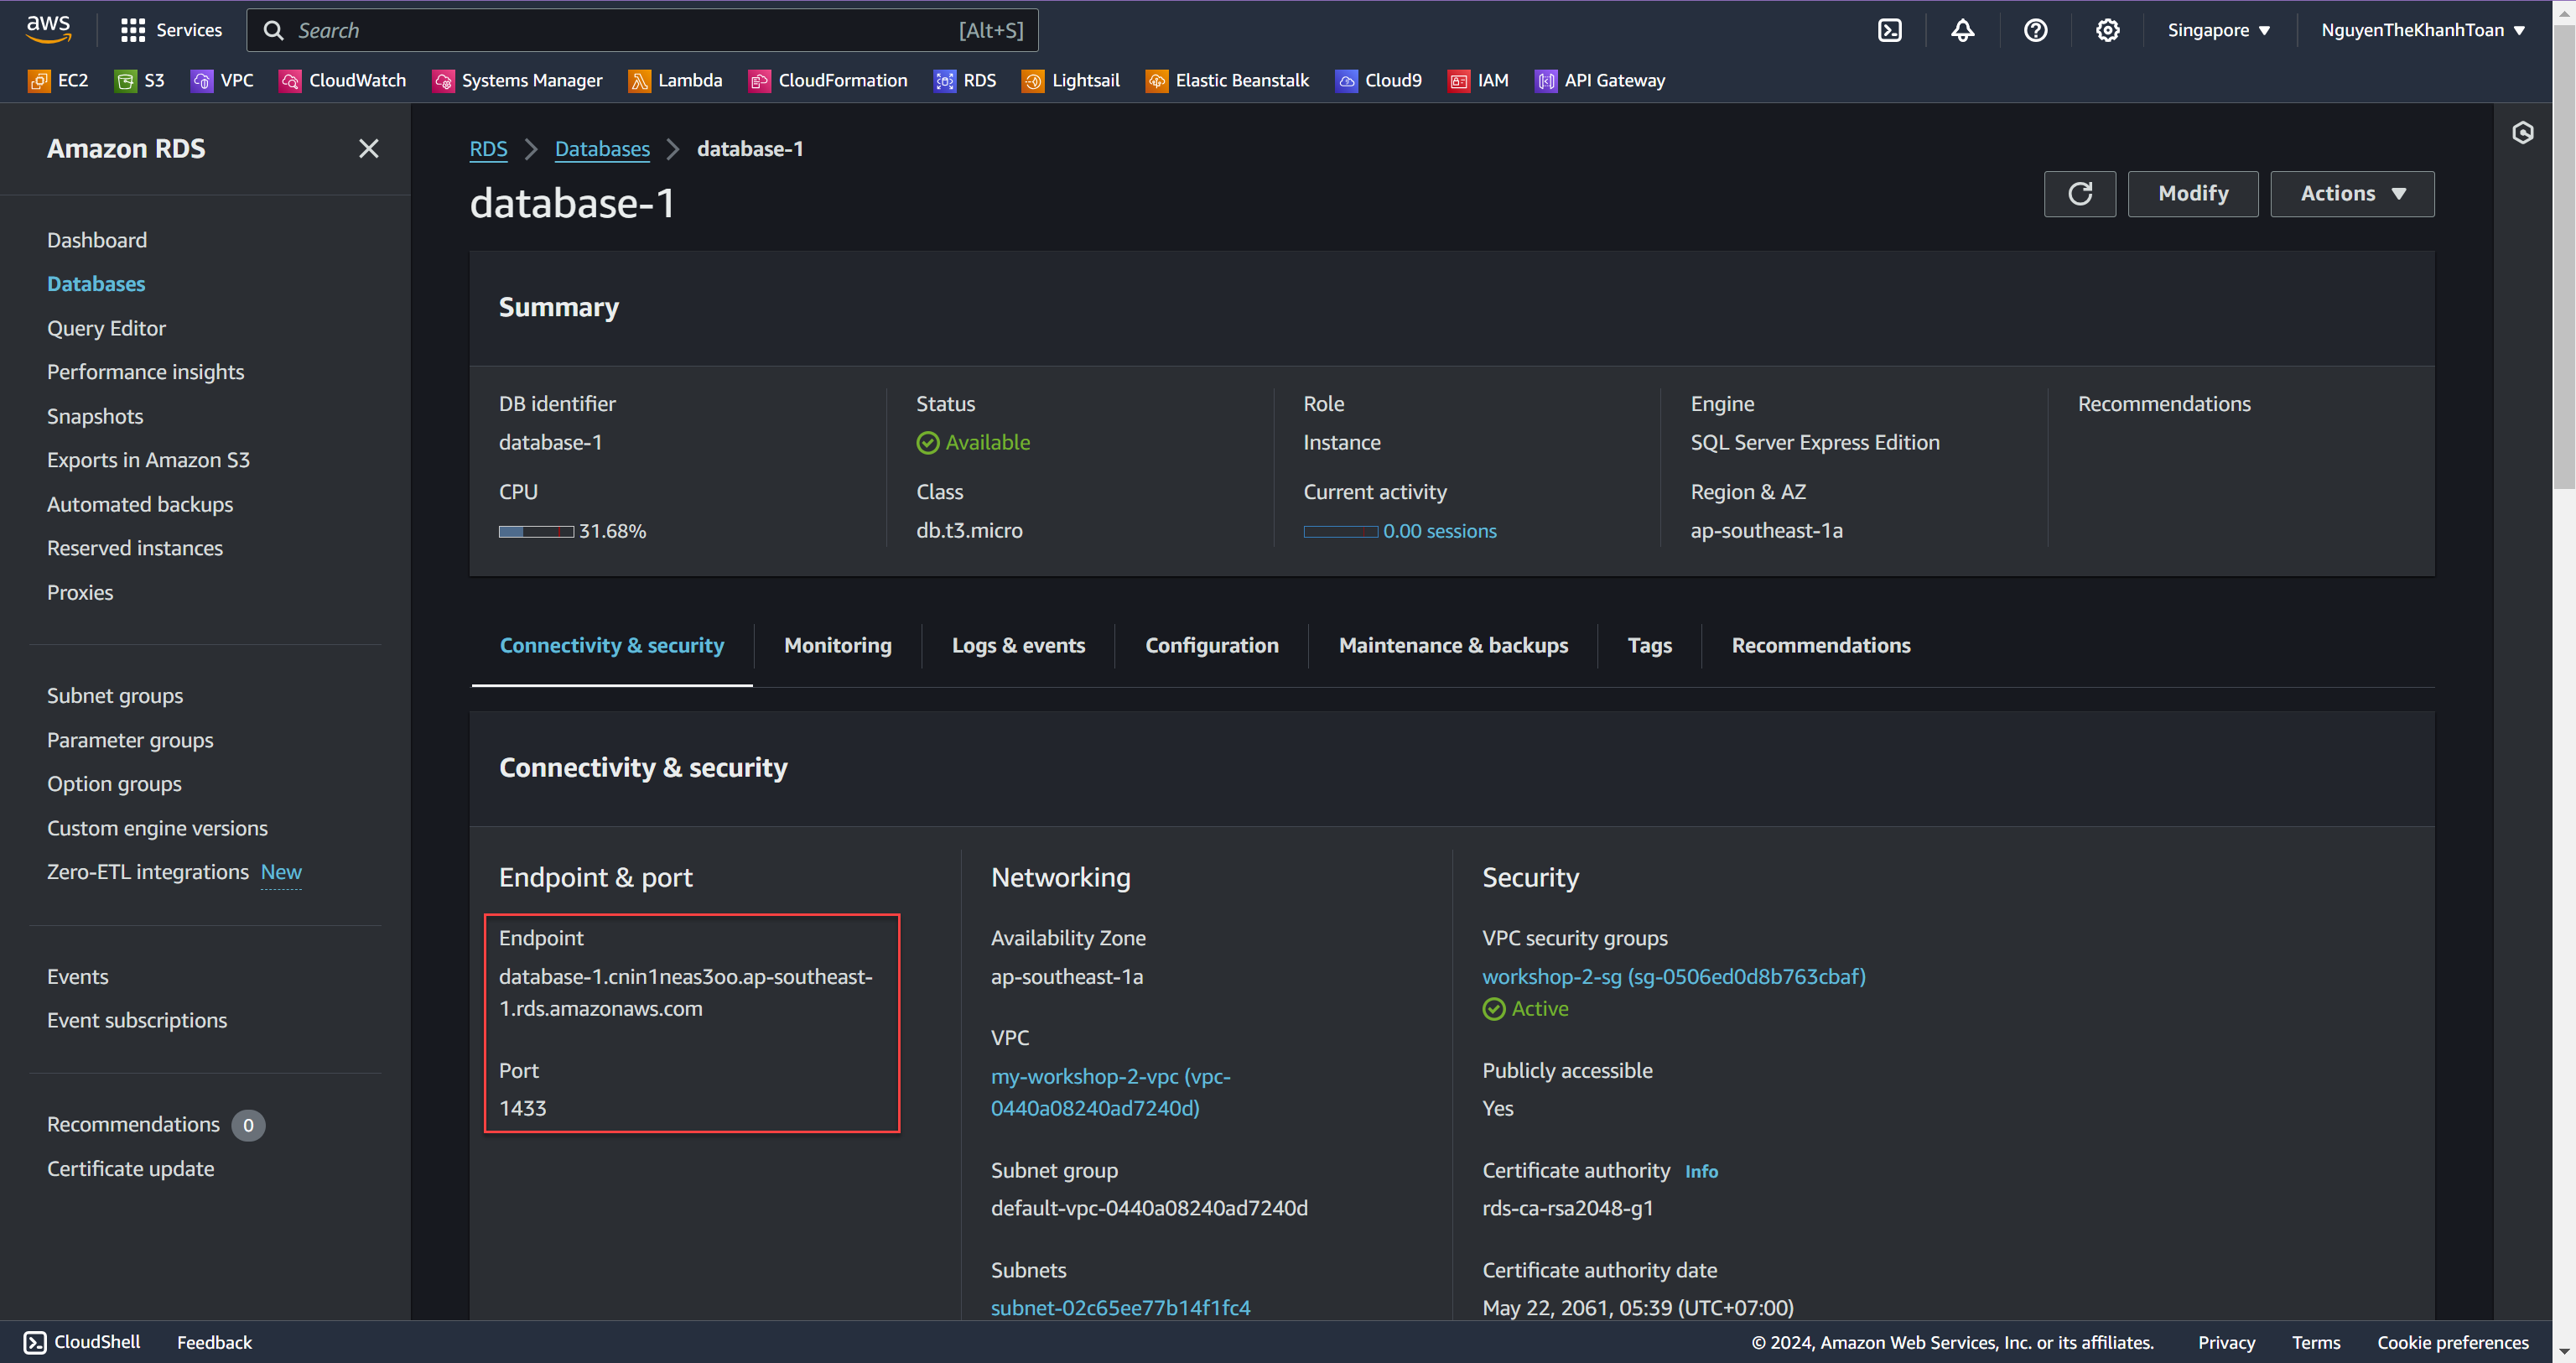 aws
Services
Search
[Alt+S]
Singapore
NguyenTheKhanhToan
EC2
S3
VPC
CloudWatch
Systems Manager
Lambda
CloudFormation
RDS
Lightsail
Elastic Beanstalk
Cloud9
IAM
API Gateway
Amazon RDS
Dashboard
Databases
Query Editor
Performance insights
Snapshots
Exports in Amazon S3
Automated backups
Reserved instances
Proxies
Subnet groups
Parameter groups
Option groups
Custom engine versions
Zero-ETL integrations New
Events
Event subscriptions
Recommendations 0
Certificate update
RDS
Databases
database-1
database-1
Modify
Actions
Summary
DB identifier
database-1
CPU
31.68%
Status
Available
Class
db.t3.micro
Role
Instance
Current activity
0.00 sessions
Engine
SQL Server Express Edition
Region & AZ
ap-southeast-1a
Recommendations
Connectivity & security
Monitoring
Logs & events
Configuration
Maintenance & backups
Tags
Recommendations
Connectivity & security
Endpoint & port
Endpoint
database-1.cnin1neas3oo.ap-southeast-
1.rds.amazonaws.com
Port
1433
Networking
Availability Zone
ap-southeast-1a
VPC
my-workshop-2-vpc (vpc-
0440a08240ad7240d)
Subnet group
default-vpc-0440a08240ad7240d
Subnets
subnet-02c65ee77b14f1fc4
Security
VPC security groups
workshop-2-sg (sg-0506ed0d8b763cbaf)
Active
Publicly accessible
Yes
Certificate authority Info
rds-ca-rsa2048-g1
Certificate authority date
May 22, 2061, 05:39 (UTC+07:00)
CloudShell
Feedback
© 2024, Amazon Web Services, Inc. or its affiliates.
Privacy
Terms
Cookie preferences